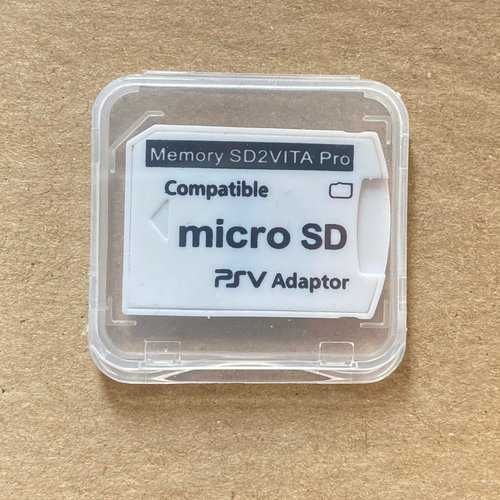 Memory SD2VITA Pro
Compatible
micro SD
PSV Adaptor